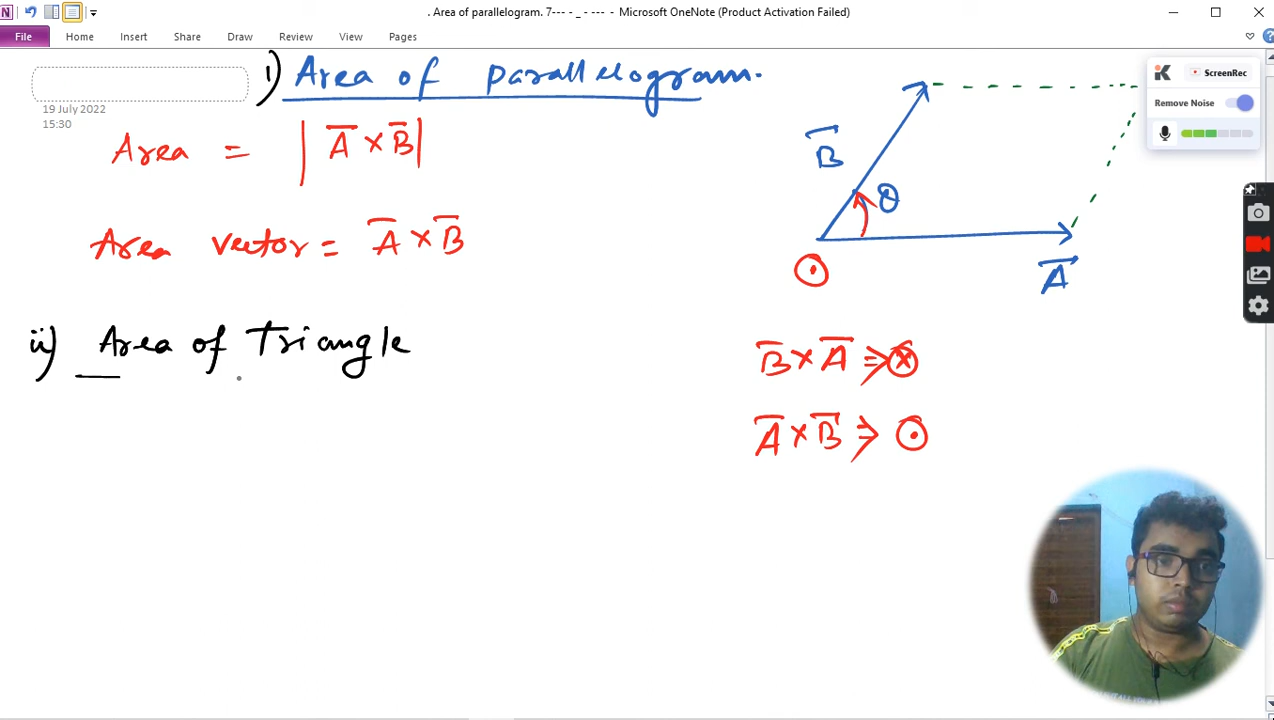 . Area of parallelogram. 7--- - _ - --- - Microsoft OneNote (Product Activation Failed)
File Home Insert Share Draw Review View Pages
i) Area of parallelogram.
ScreenRec
Remove Noise
19 July 2022
15:30
Area = | A̅ × B̅ |
B̅
θ
Area vector = A̅ × B̅
A̅
ii) Area of Triangle
B̅ × A̅ ⇒ ⊗
A̅ × B̅ ⇒ ⊙